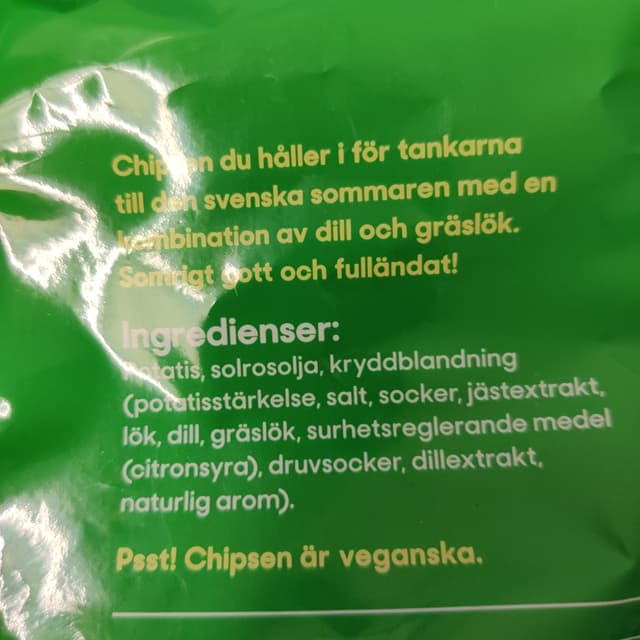 Chipsen du håller i för tankarna
till den svenska sommaren med en
kombination av dill och gräslök.
Somrigt gott och fulländat!
Ingredienser:
potatis, solrosolja, kryddblandning
(potatisstärkelse, salt, socker, jästextrakt,
lök, dill, gräslök, surhetsreglerande medel
(citronsyra), druvsocker, dillextrakt,
naturlig arom).
Psst! Chipsen är veganska.